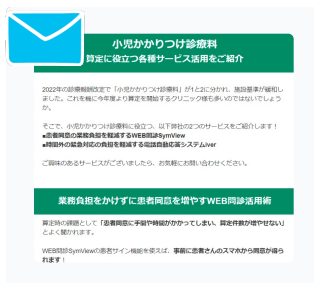 小児かかりつけ診療料
算定に役立つ各種サービス活用をご紹介
2022年の診療報酬改定で「小児かかりつけ診療料」が1と2に分かれ、施設基準が緩和し
ました。これを機に今年度より算定を開始するクリニック様も多いのではないでしょう
か。
そこで、小児かかりつけ診療料に役立つ、以下弊社の2つのサービスをご紹介します！
■患者同意の業務負担を軽減するWEB問診SymView
■時間外の緊急対応の負担を軽減する電話自動応答システムiver
ご興味のあるサービスがございましたら、お気軽にお問い合わせください。
業務負担をかけずに患者同意を増やすWEB問診活用術
算定時の課題として「患者同意に手間や時間がかかってしまい、算定件数が増やせない」
とよく聞かれます。
WEB問診SymViewの患者サイン機能を使えば、事前に患者さんのスマホから同意が得ら
れます！